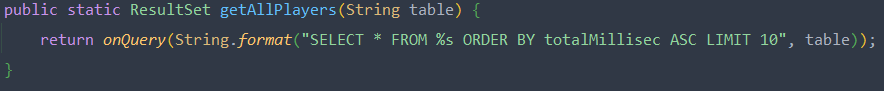 public static ResultSet getAllPlayers(String table) {
    return onQuery(String.format("SELECT * FROM %s ORDER BY totalMillisec ASC LIMIT 10", table));
}